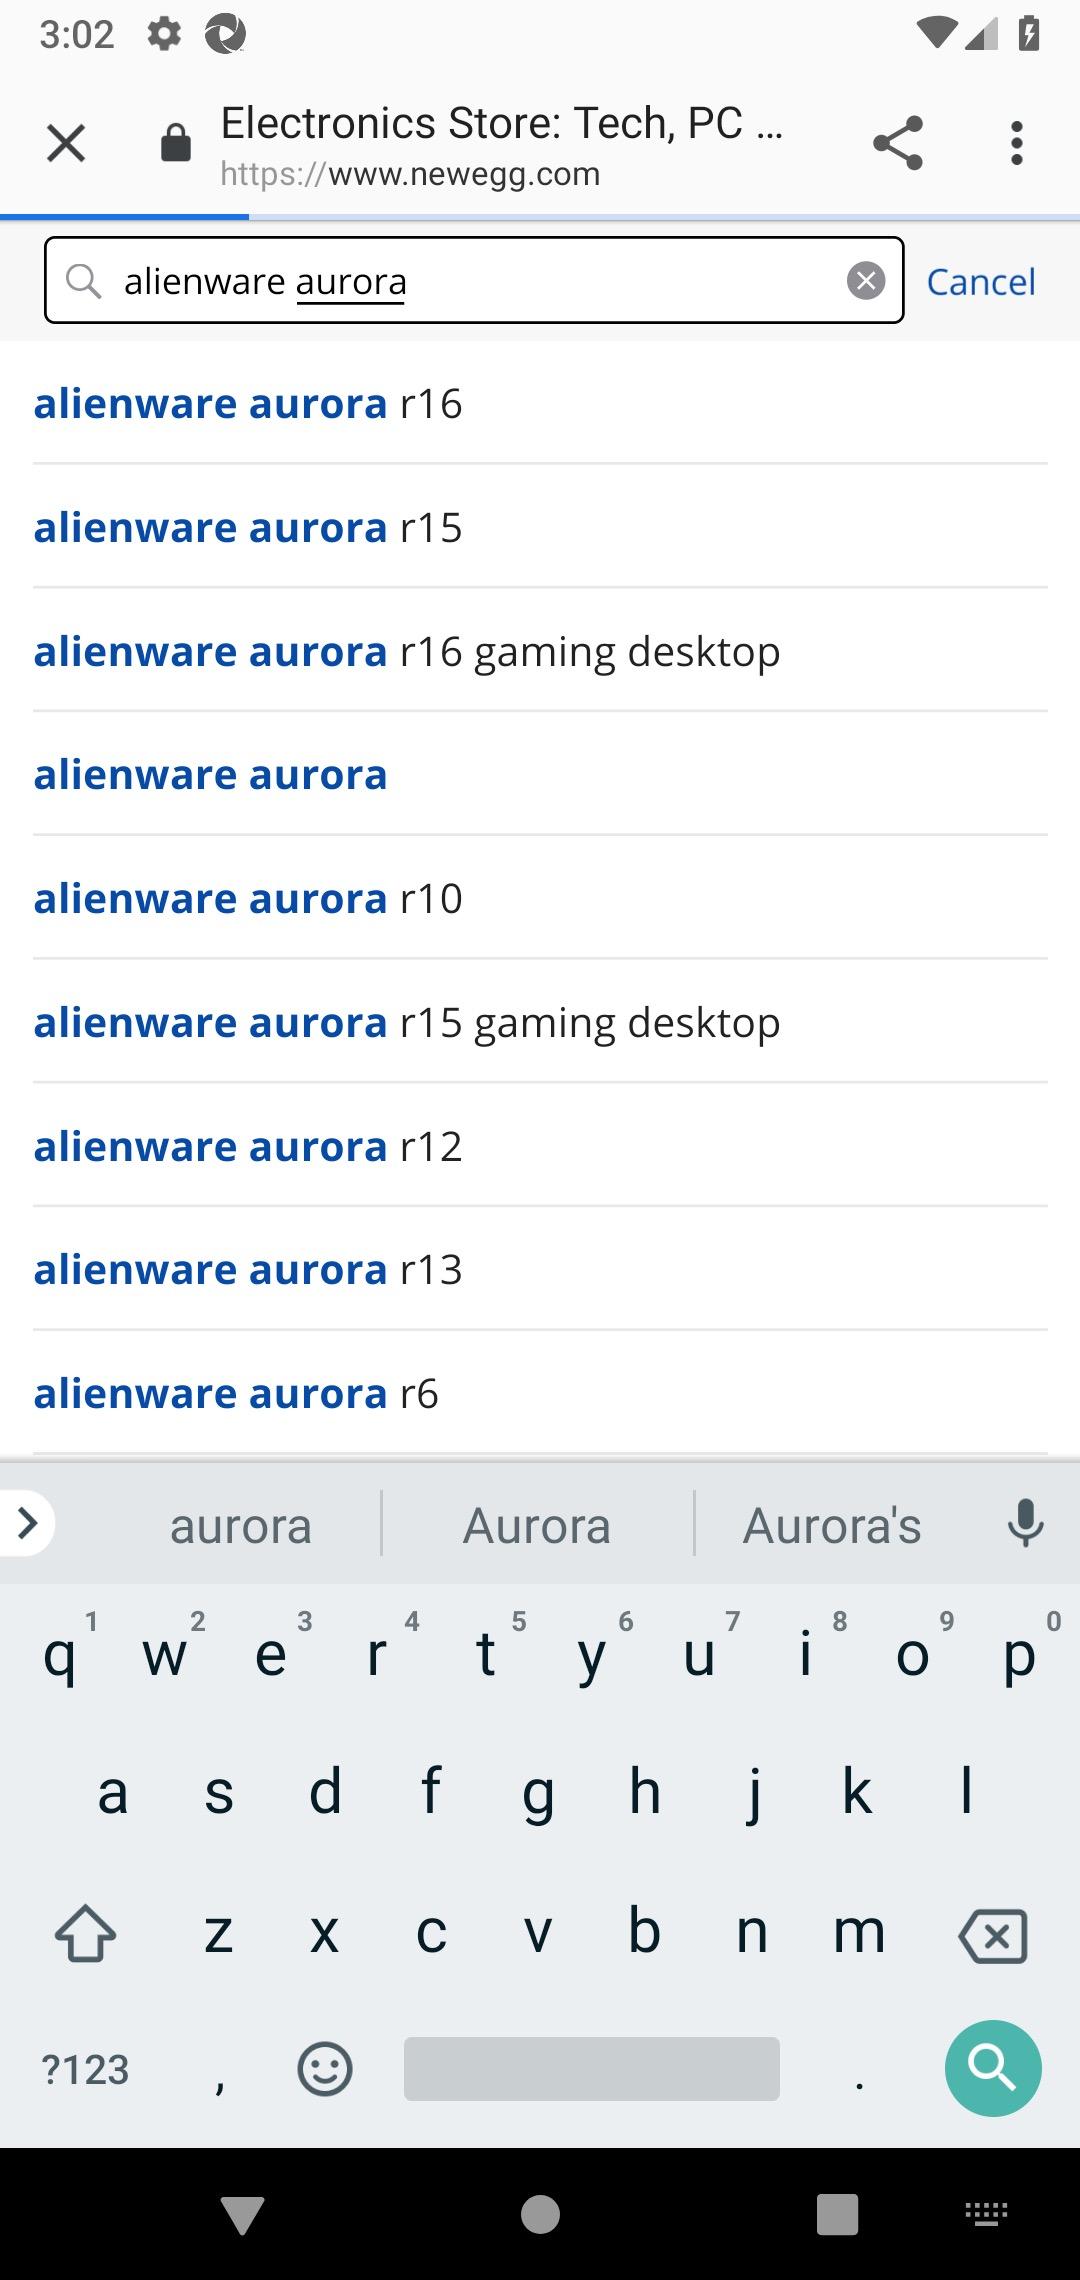 3:02
Electronics Store: Tech, PC ...
https://www.newegg.com
alienware aurora
Cancel
alienware aurora r16
alienware aurora r15
alienware aurora r16 gaming desktop
alienware aurora
alienware aurora r10
alienware aurora r15 gaming desktop
alienware aurora r12
alienware aurora r13
alienware aurora r6
aurora Aurora Aurora's
1 2 3 4 5 6 7 8 9 0
q w e r t y u i o p
a s d f g h j k l
z x c v b n m
?123 , .